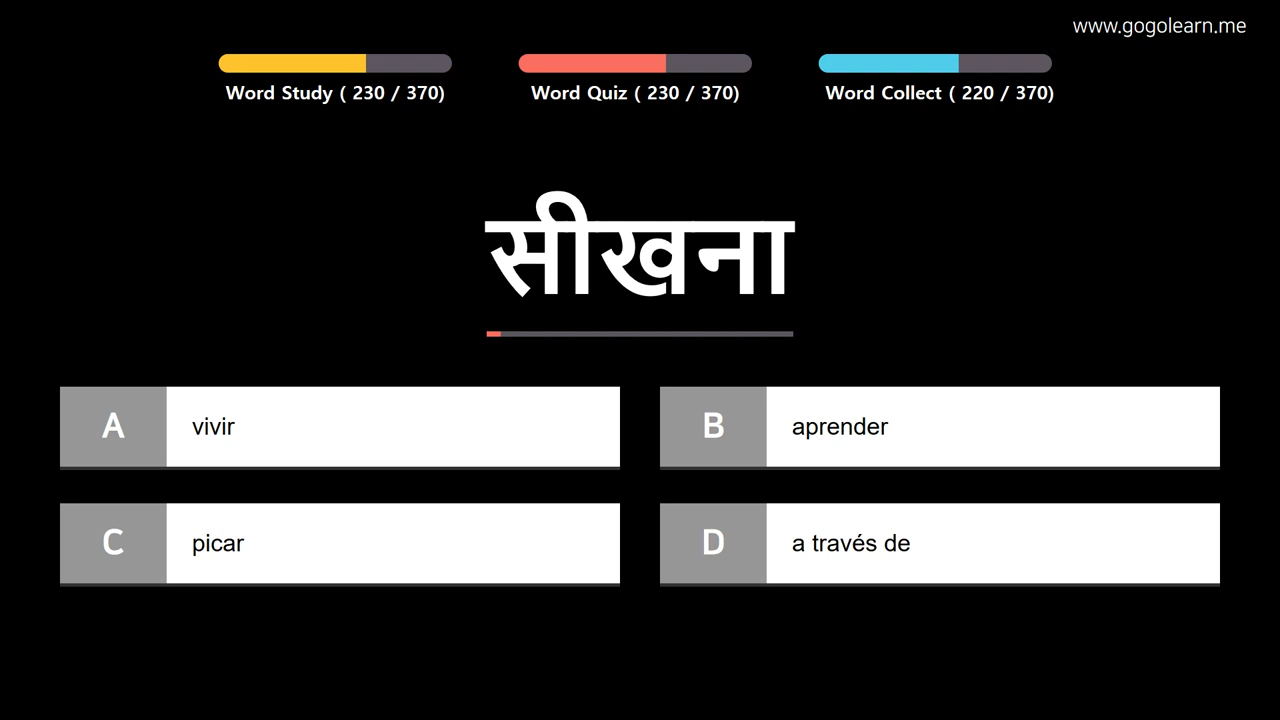 www.gogolearn.me
Word Study ( 230 / 370)
Word Quiz ( 230 / 370)
Word Collect ( 220 / 370)
सीखना
A
vivir
B
aprender
C
picar
D
a través de